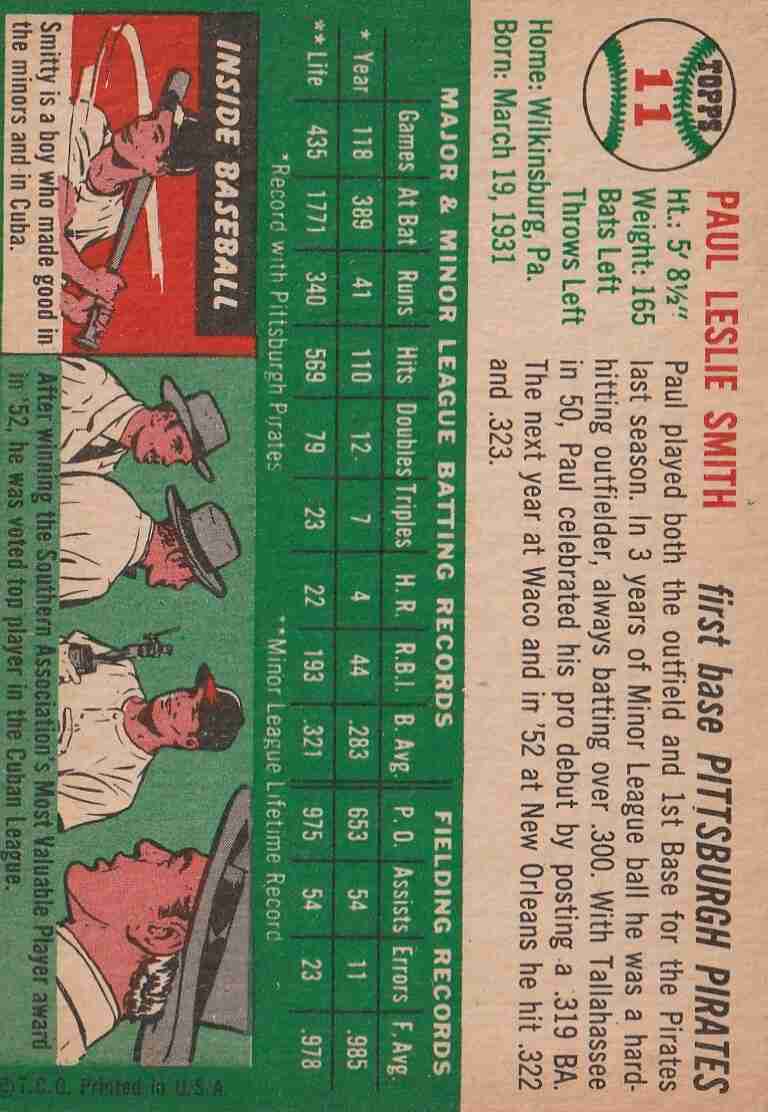 TOPPS
11
PAUL LESLIE SMITH
first base PITTSBURGH PIRATES
Ht.: 5' 8½"
Weight: 165
Bats Left
Throws Left
Home: Wilkinsburg, Pa.
Born: March 19, 1931
Paul played both the outfield and 1st Base for the Pirates
last season. In 3 years of Minor League ball he was a hard-
hitting outfielder, always batting over .300. With Tallahassee
in 50, Paul celebrated his pro debut by posting a .319 BA.
The next year at Waco and in '52 at New Orleans he hit .322
and .323.
MAJOR & MINOR LEAGUE BATTING RECORDS FIELDING RECORDS
Games At Bat Runs Hits Doubles Triples H.R. R.B.I. B. Avg. P.O. Assists Errors F. Avg.
* Year 118 389 41 110 12 7 4 44 .283 653 54 11 .985
** Life 435 1771 340 569 79 23 22 193 .321 975 54 23 .978
*Record with Pittsburgh Pirates **Minor League Lifetime Record
INSIDE BASEBALL
Smitty is a boy who made good in
the minors and in Cuba.
After winning the Southern Association's Most Valuable Player award
in '52, he was voted top player in the Cuban League.
©T.C.G. Printed in U.S.A.